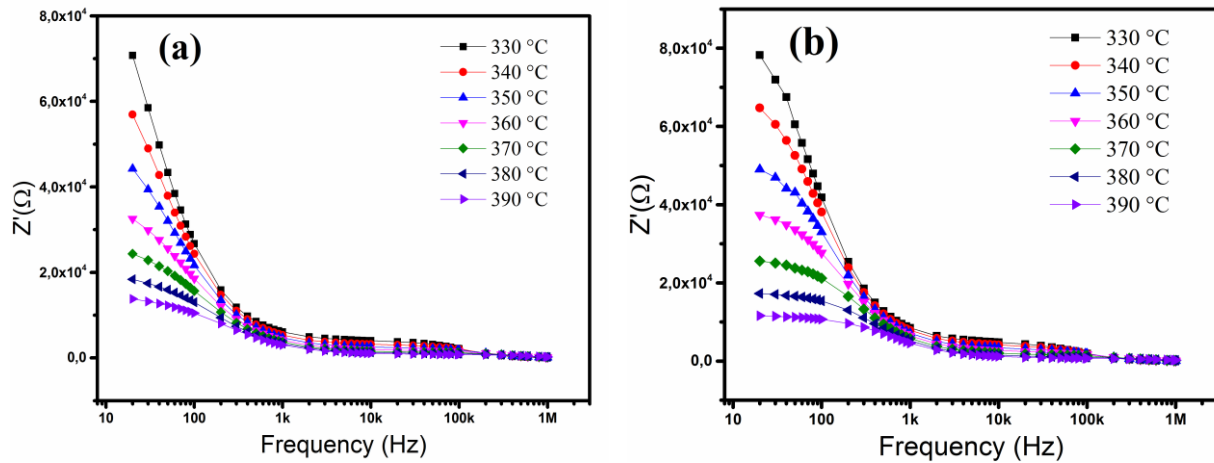 (a)
8,0x10⁴
6,0x10⁴
4,0x10⁴
2,0x10⁴
0,0
Z'(Ω)
330 °C
340 °C
350 °C
360 °C
370 °C
380 °C
390 °C
10 100 1k 10k 100k 1M
Frequency (Hz)
(b)
8,0x10⁴
6,0x10⁴
4,0x10⁴
2,0x10⁴
0,0
Z'(Ω)
330 °C
340 °C
350 °C
360 °C
370 °C
380 °C
390 °C
10 100 1k 10k 100k 1M
Frequency (Hz)